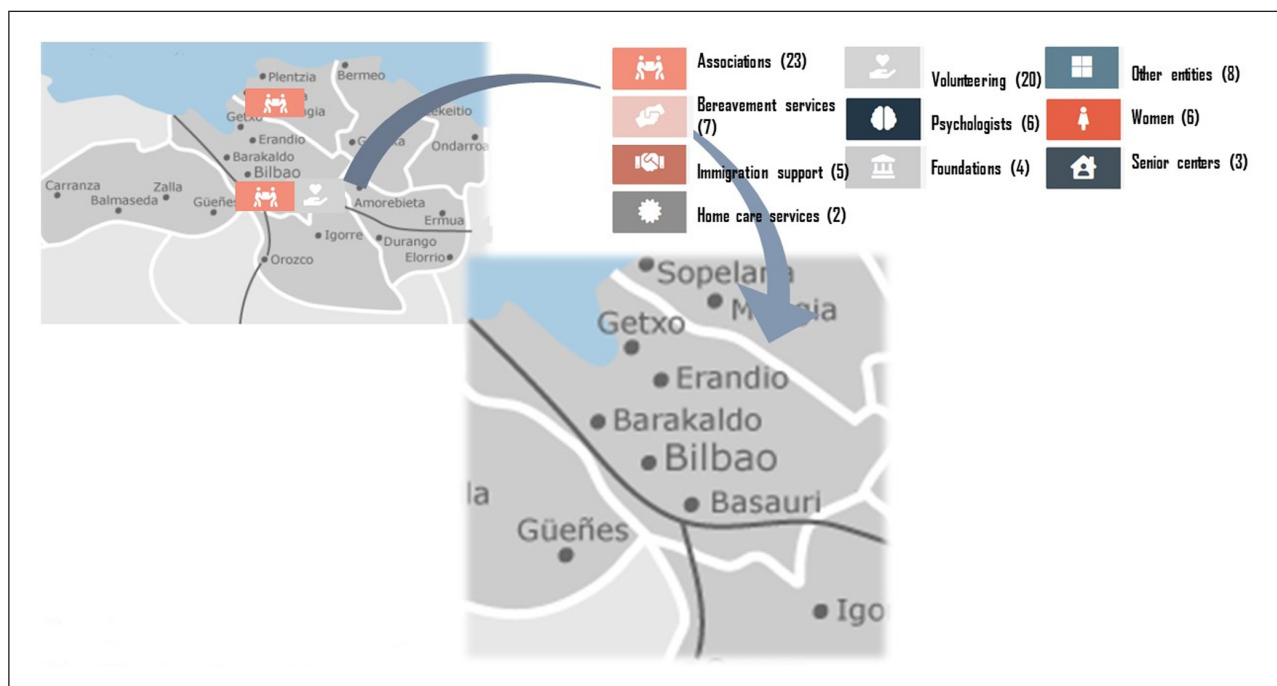 Plentzia
Bermeo
Getxo
Erandio
Ondarroa
Barakaldo
Bilbao
Carranza
Zalla
Balmaseda
Güeñes
Amorebieta
Ermua
Igorre
Durango
Orozco
Elorrio
Associations (23)
Bereavement services
(7)
Immigration support (5)
Home care services (2)
Volunteering (20)
Psychologists (6)
Foundations (4)
Other entities (8)
Women (6)
Senior centers (3)
Sopelana
Getxo
Erandio
Barakaldo
Bilbao
Basauri
Güeñes